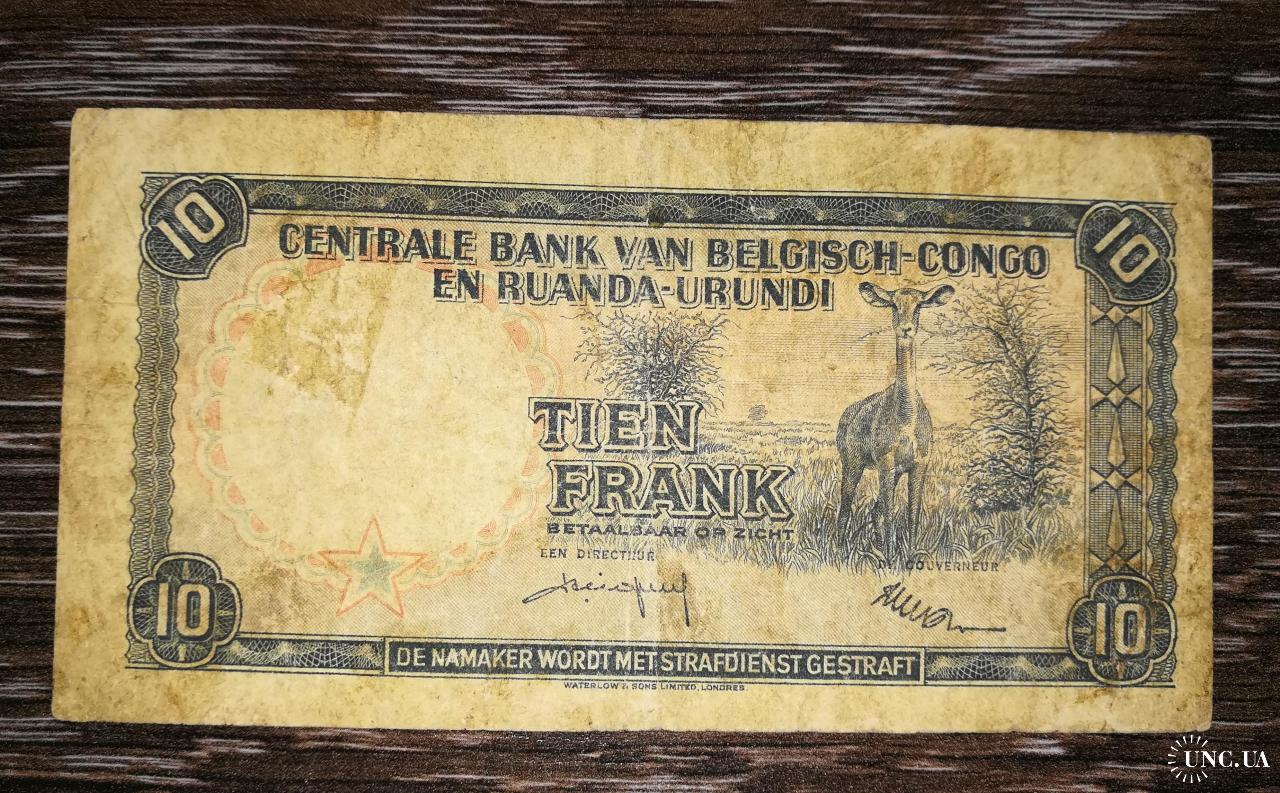 10
10
CENTRALE BANK VAN BELGISCH-CONGO
EN RUANDA-URUNDI
TIEN
FRANK
BETAALBAAR OP ZICHT
EEN DIRECTEUR
DE GOUVERNEUR
10
10
DE NAMAKER WORDT MET STRAFDIENST GESTRAFT
WATERLOW & SONS LIMITED, LONDRES
UNC.UA